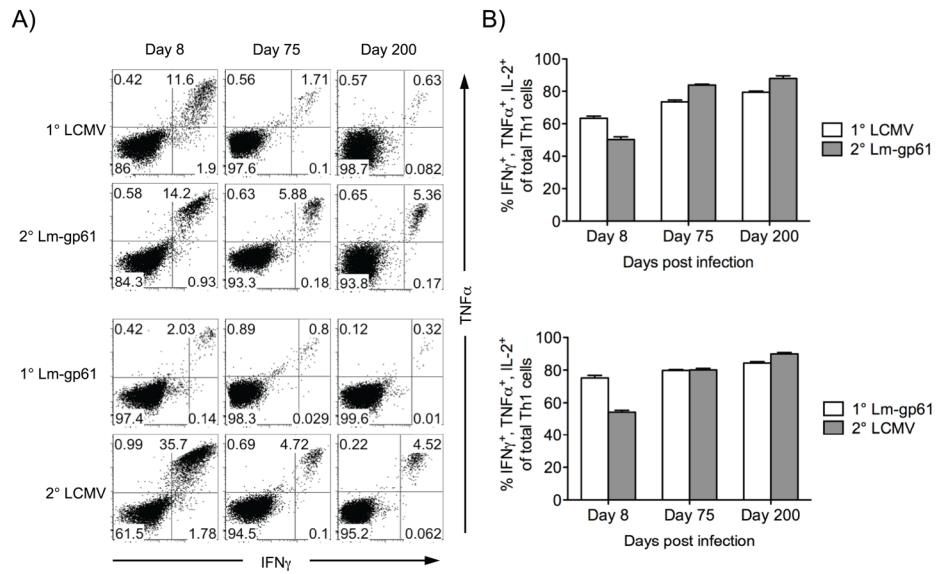 A)
Day 8 Day 75 Day 200
1° LCMV
0.42 11.6 0.56 1.71 0.57 0.63
86 1.9 97.6 0.1 98.7 0.082
2° Lm-gp61
0.58 14.2 0.63 5.88 0.65 5.36
84.3 0.93 93.3 0.18 93.8 0.17
1° Lm-gp61
0.42 2.03 0.89 0.8 0.12 0.32
97.4 0.14 98.3 0.029 99.6 0.01
2° LCMV
0.99 35.7 0.69 4.72 0.22 4.52
61.5 1.78 94.5 0.1 95.2 0.062
TNFα
IFNγ
B)
% IFNγ⁺, TNFα⁺, IL-2⁺
of total Th1 cells
100
80
60
40
20
0
Day 8 Day 75 Day 200
Days post infection
1° LCMV
2° Lm-gp61
% IFNγ⁺, TNFα⁺, IL-2⁺
of total Th1 cells
100
80
60
40
20
0
Day 8 Day 75 Day 200
Days post infection
1° Lm-gp61
2° LCMV